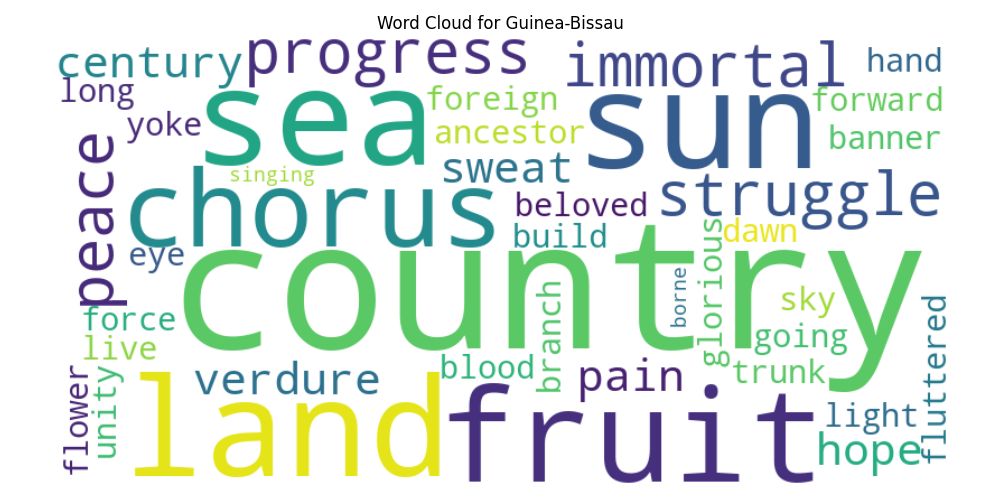 Word Cloud for Guinea-Bissau
century
progress
immortal
hand
long
sea
foreign
sun
forward
yoke
ancestor
banner
peace
singing
sweat
chorus
beloved
struggle
build
dawn
eye
country
borne
glorious
sky
force
branch
going
live
verdure
blood
pain
trunk
fluttered
flower
unity
land
fruit
light
hope